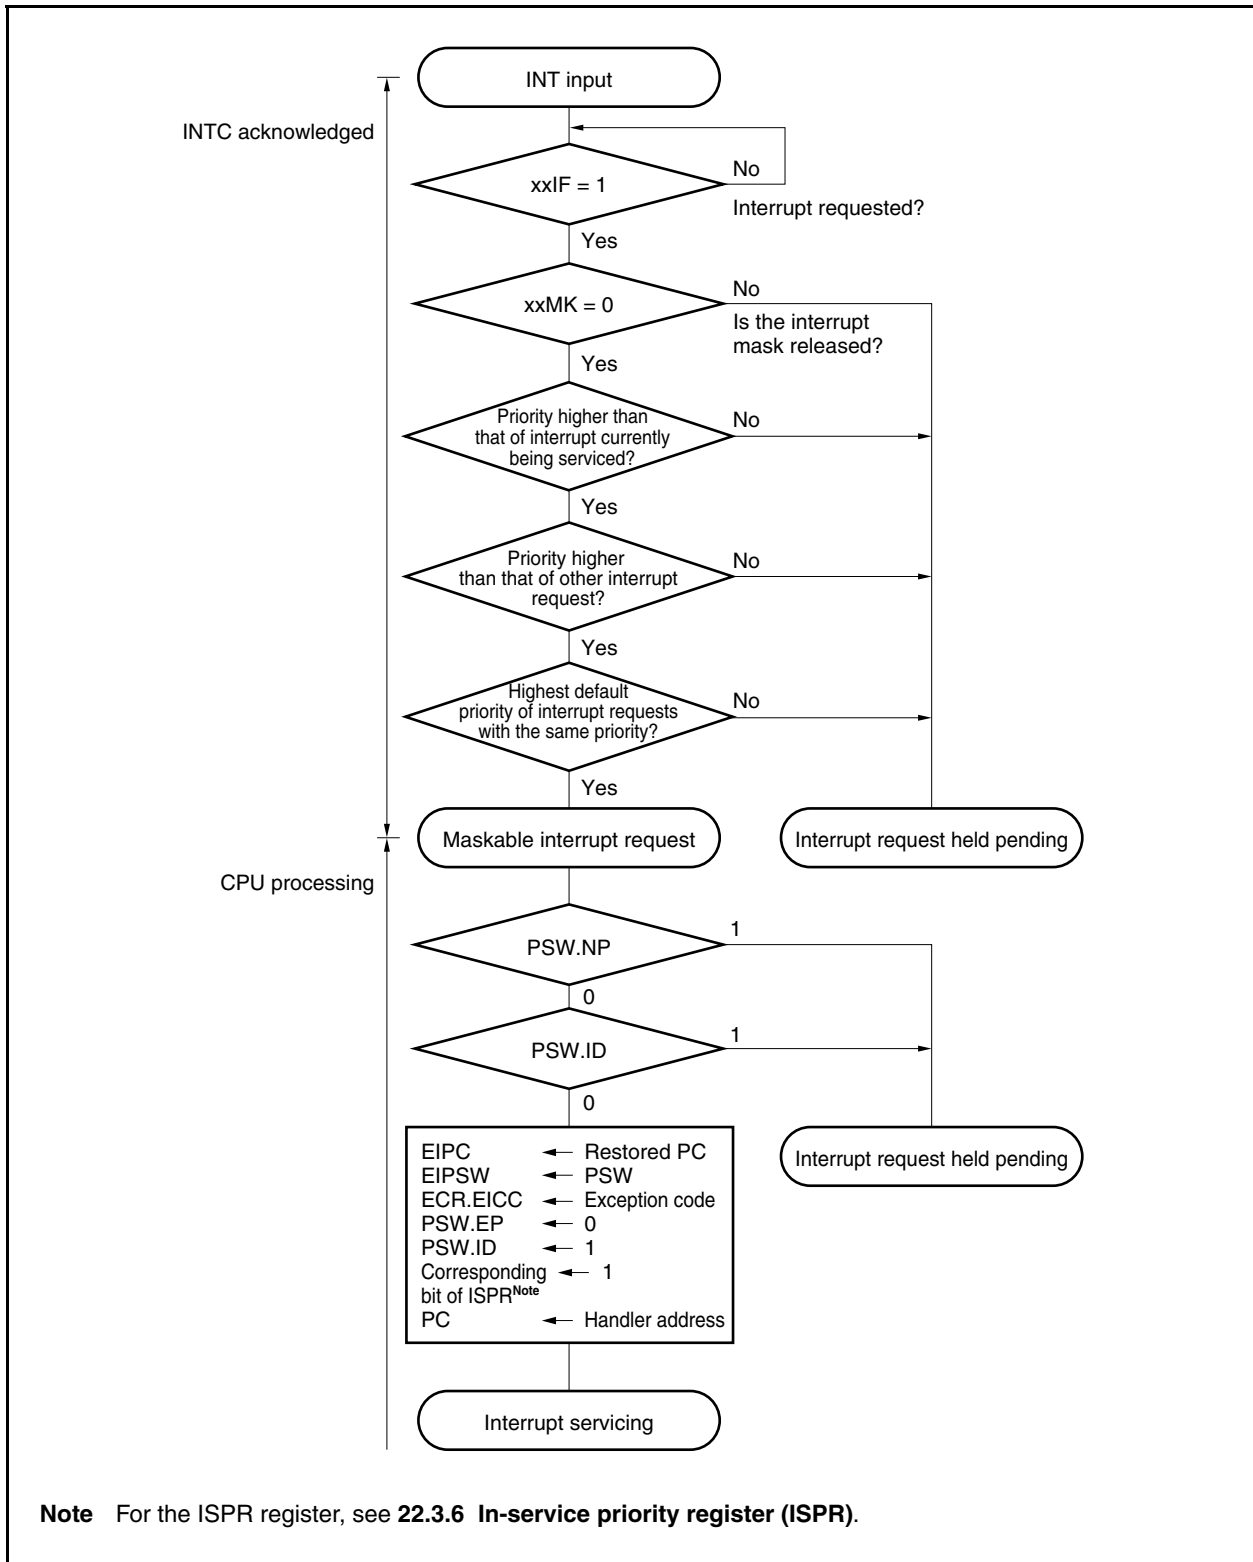 INT input
INTC acknowledged
xxIF = 1
No
Interrupt requested?
Yes
xxMK = 0
No
Is the interrupt
mask released?
Yes
Priority higher than
that of interrupt currently
being serviced?
No
Yes
Priority higher
than that of other interrupt
request?
No
Yes
Highest default
priority of interrupt requests
with the same priority?
No
Yes
Maskable interrupt request
Interrupt request held pending
CPU processing
PSW.NP
1
0
PSW.ID
1
0
EIPC ← Restored PC
EIPSW ← PSW
ECR.EICC ← Exception code
PSW.EP ← 0
PSW.ID ← 1
Corresponding ← 1
bit of ISPRNote
PC ← Handler address
Interrupt request held pending
Interrupt servicing
Note For the ISPR register, see 22.3.6 In-service priority register (ISPR).